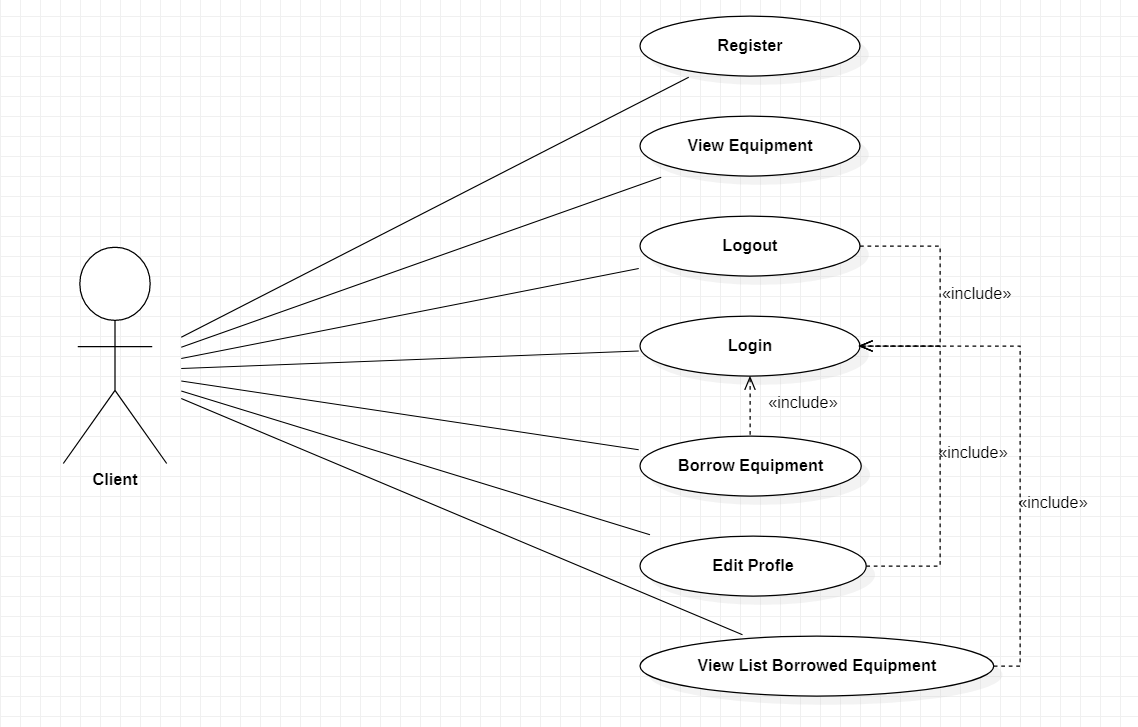 Register
View Equipment
Logout
«include»
Login
«include»
«include»
Borrow Equipment
Client
«include»
Edit Profle
View List Borrowed Equipment